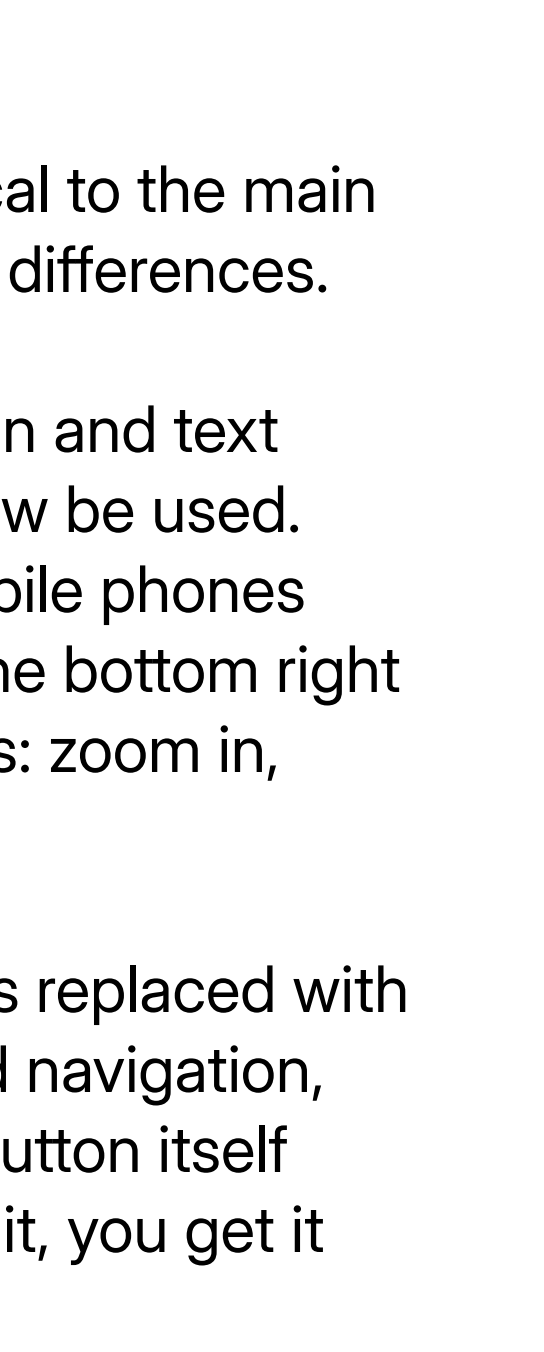 cal to the main
differences.
n and text
w be used.
bile phones
he bottom right
s: zoom in,
s replaced with
d navigation,
utton itself
it, you get it